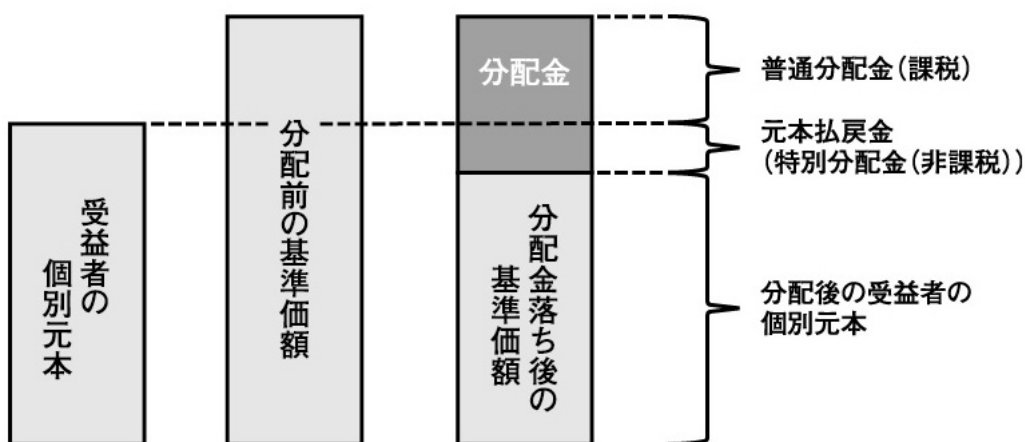 受益者の
個別元本
分配前の基準価額
分配金
分配金落ち後の
基準価額
普通分配金(課税)
元本払戻金
(特別分配金(非課税))
分配後の受益者の
個別元本